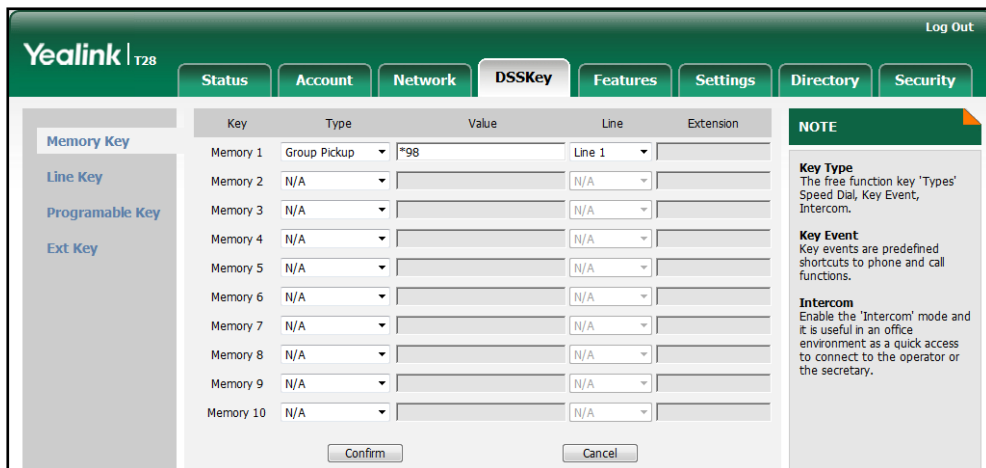 Log Out
Yealink | T28
Status Account Network DSSKey Features Settings Directory Security
Memory Key
Line Key
Programable Key
Ext Key
Key Type Value Line Extension
Memory 1 Group Pickup *98 Line 1
Memory 2 N/A N/A
Memory 3 N/A N/A
Memory 4 N/A N/A
Memory 5 N/A N/A
Memory 6 N/A N/A
Memory 7 N/A N/A
Memory 8 N/A N/A
Memory 9 N/A N/A
Memory 10 N/A N/A
Confirm Cancel
NOTE
Key Type
The free function key 'Types'
Speed Dial, Key Event,
Intercom.
Key Event
Key events are predefined
shortcuts to phone and call
functions.
Intercom
Enable the 'Intercom' mode and
it is useful in an office
environment as a quick access
to connect to the operator or
the secretary.